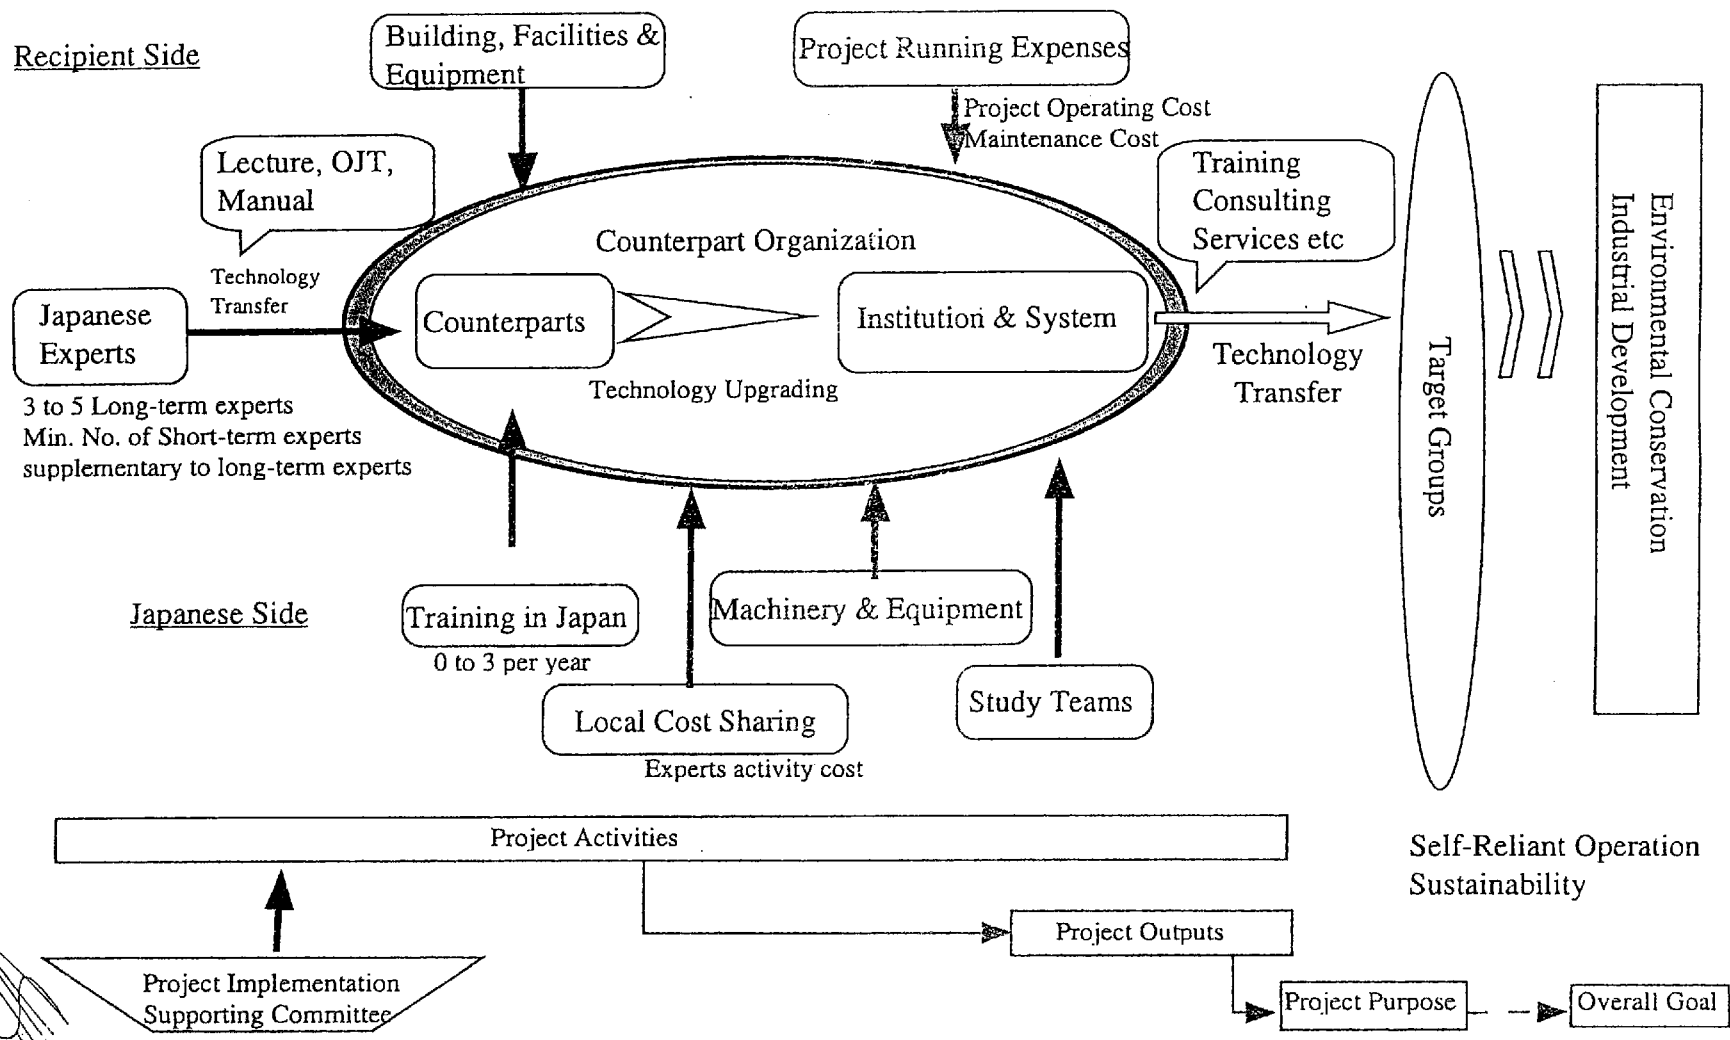 Recipient Side
Building, Facilities &
Equipment
Project Running Expenses
Project Operating Cost
Maintenance Cost
Lecture, OJT,
Manual
Training
Consulting
Services etc
Technology
Transfer
Counterpart Organization
Japanese
Experts
Counterparts
Institution & System
Technology Upgrading
Technology
Transfer
3 to 5 Long-term experts
Min. No. of Short-term experts
supplementary to long-term experts
Target Groups
Environmental Conservation
Industrial Development
Japanese Side
Training in Japan
0 to 3 per year
Machinery & Equipment
Local Cost Sharing
Experts activity cost
Study Teams
Project Activities
Self-Reliant Operation
Sustainability
Project Outputs
Project Implementation
Supporting Committee
Project Purpose
Overall Goal